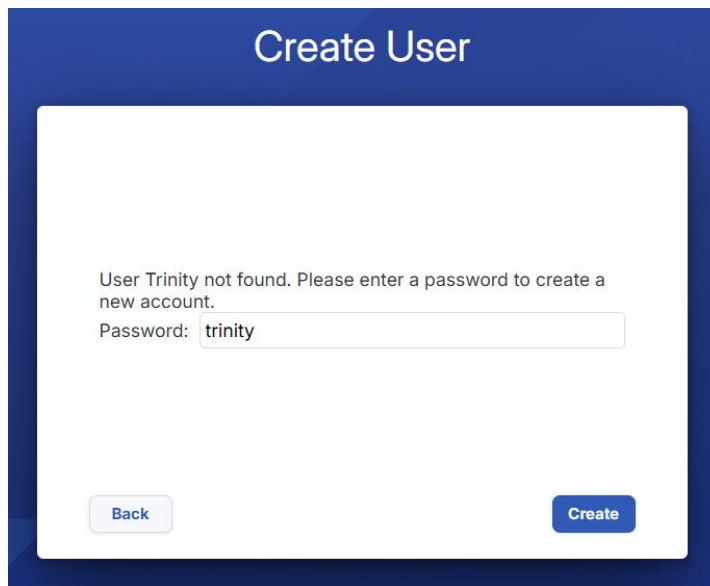 Create User
User Trinity not found. Please enter a password to create a
new account.
Password: trinity
Back Create